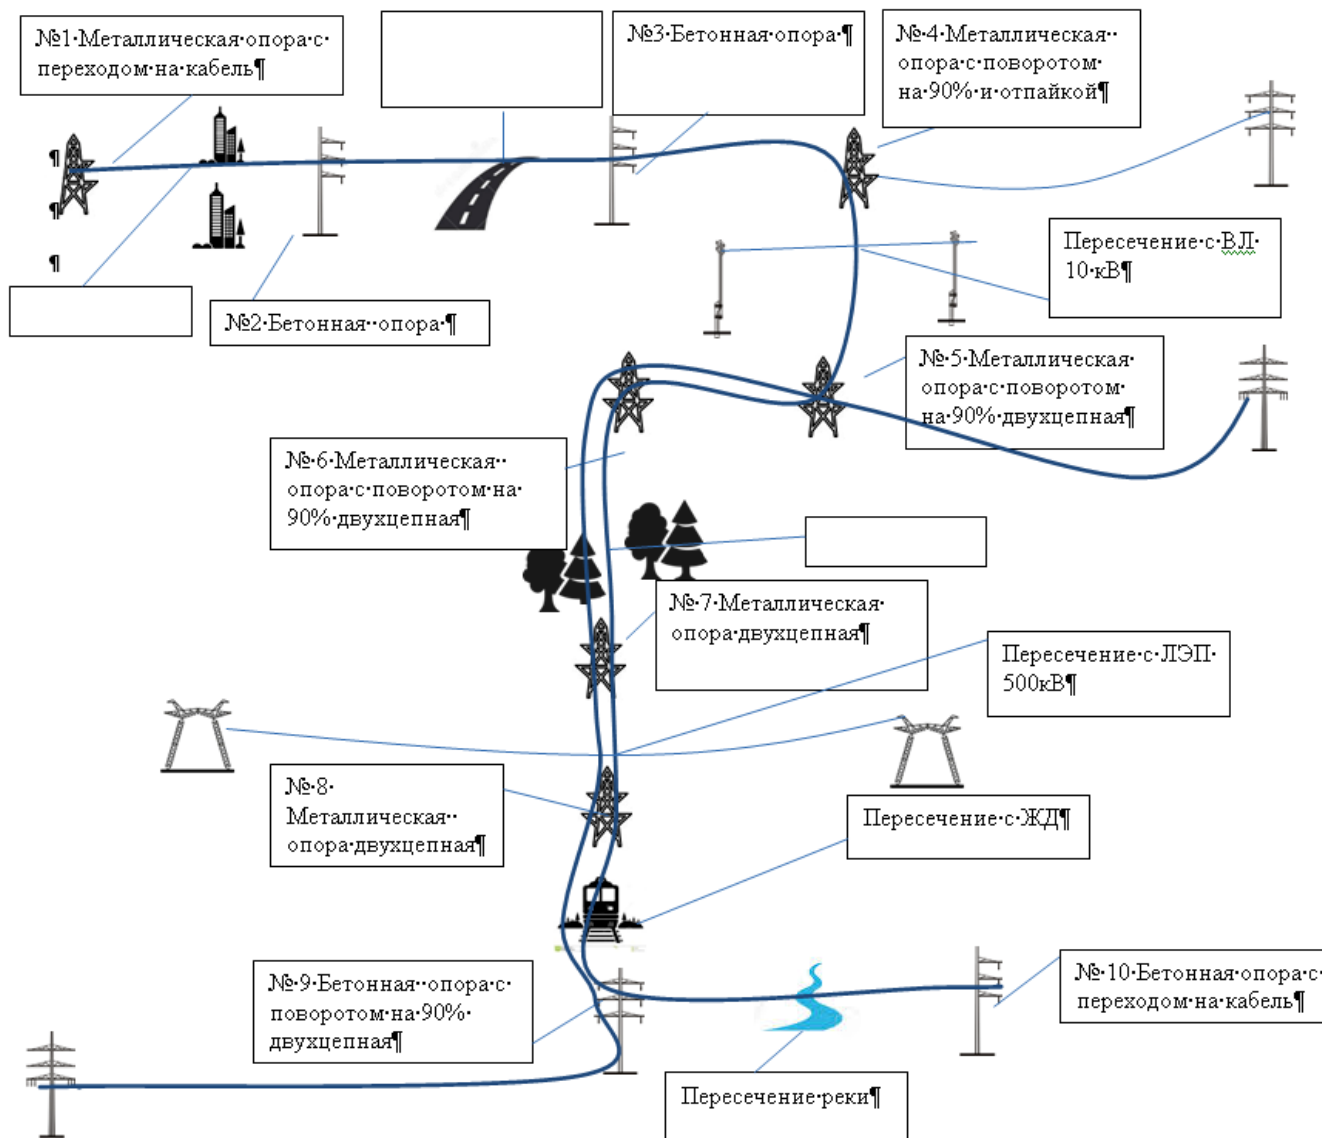 №1·Металлическая·опора·с·
переходом·на·кабель¶
№3·Бетонная·опора·¶
№·4·Металлическая··
опора·с·поворотом·
на·90%·и·отпайкой¶
¶
¶
¶
Пересечение·с·ВЛ·
10·кВ¶
№2·Бетонная··опора·¶
№·5·Металлическая·
опора·с·поворотом·
на·90%·двухцепная¶
№·6·Металлическая··
опора·с·поворотом·на·
90%·двухцепная¶
№·7·Металлическая·
опора·двухцепная¶
Пересечение·с·ЛЭП·
500кВ¶
№·8·
Металлическая··
опора·двухцепная¶
Пересечение·с·ЖД¶
№·9·Бетонная··опора·с·
поворотом·на·90%·
двухцепная¶
№·10·Бетонная·опора·с·
переходом·на·кабель¶
Пересечение·реки¶